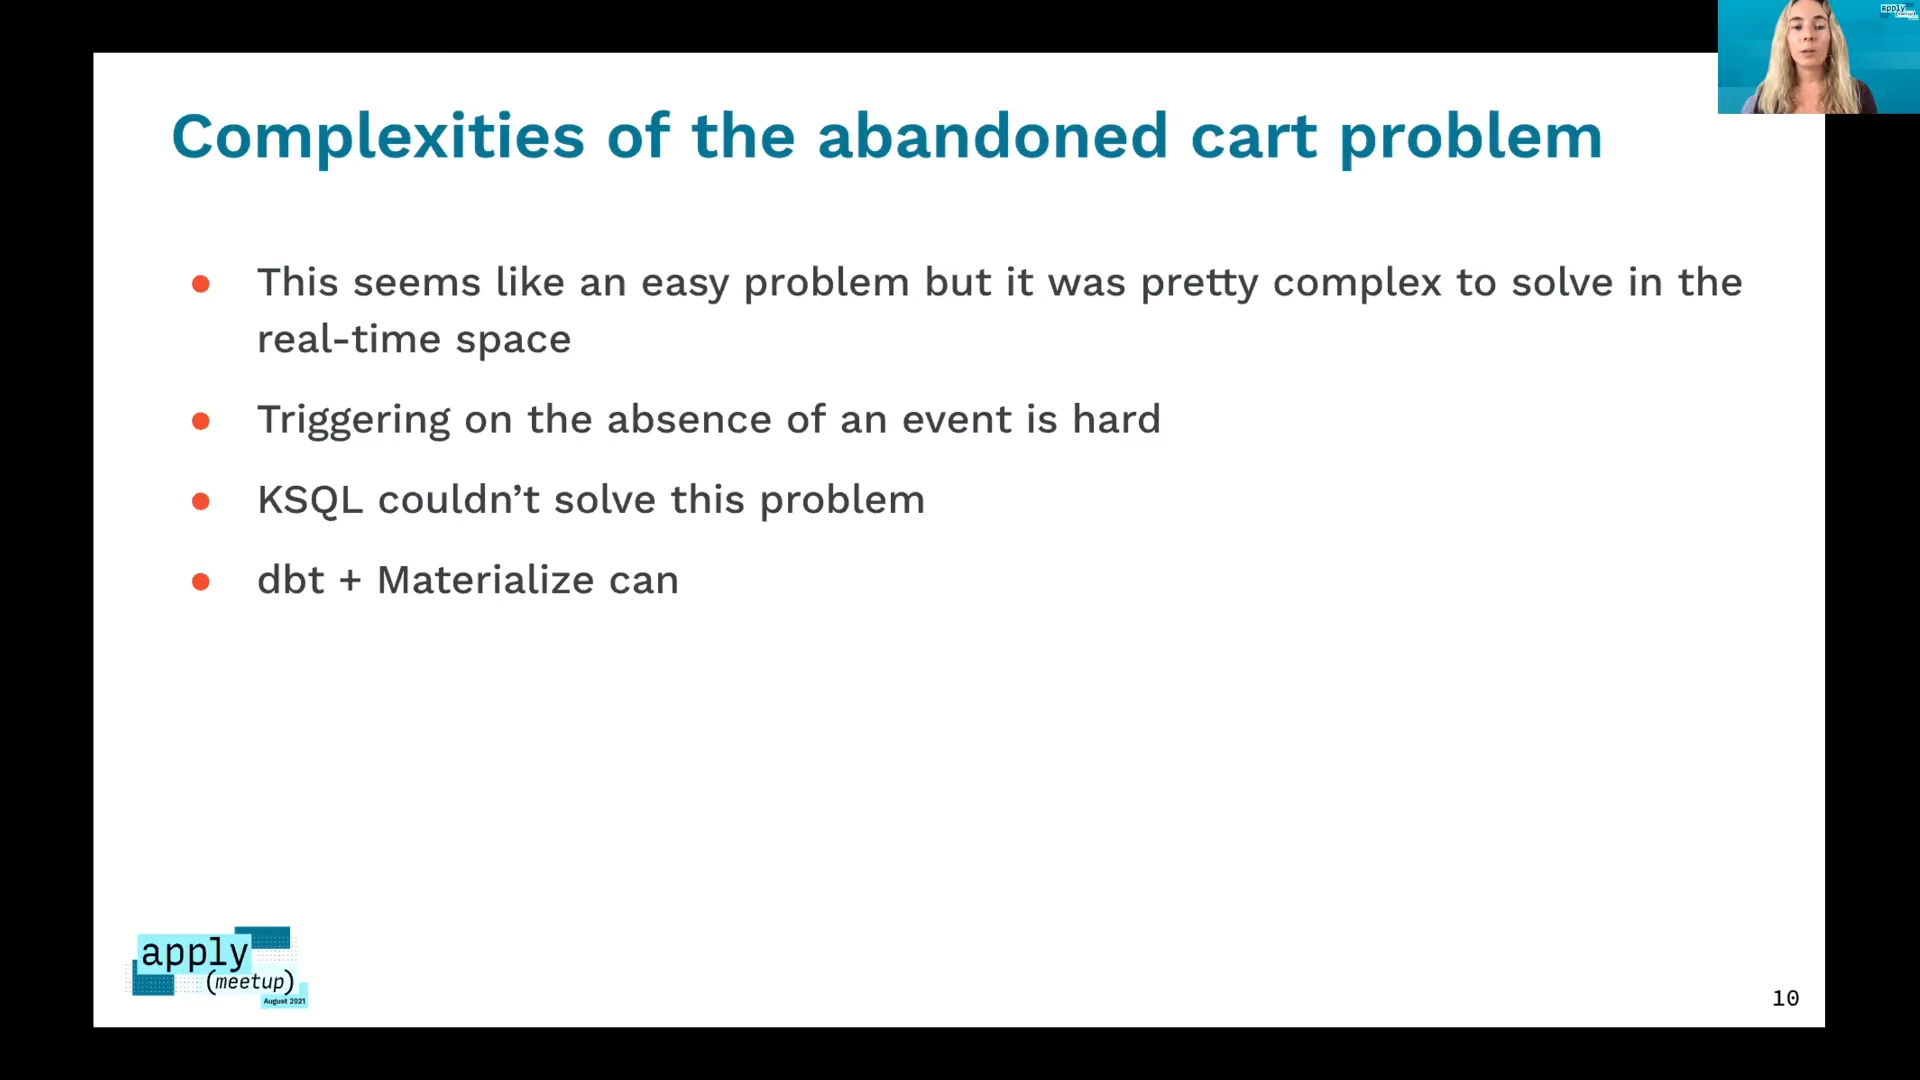 apply
Complexities of the abandoned cart problem
● This seems like an easy problem but it was pretty complex to solve in the
real-time space
● Triggering on the absence of an event is hard
● KSQL couldn’t solve this problem
● dbt + Materialize can
apply
(meetup)
August 2021
10